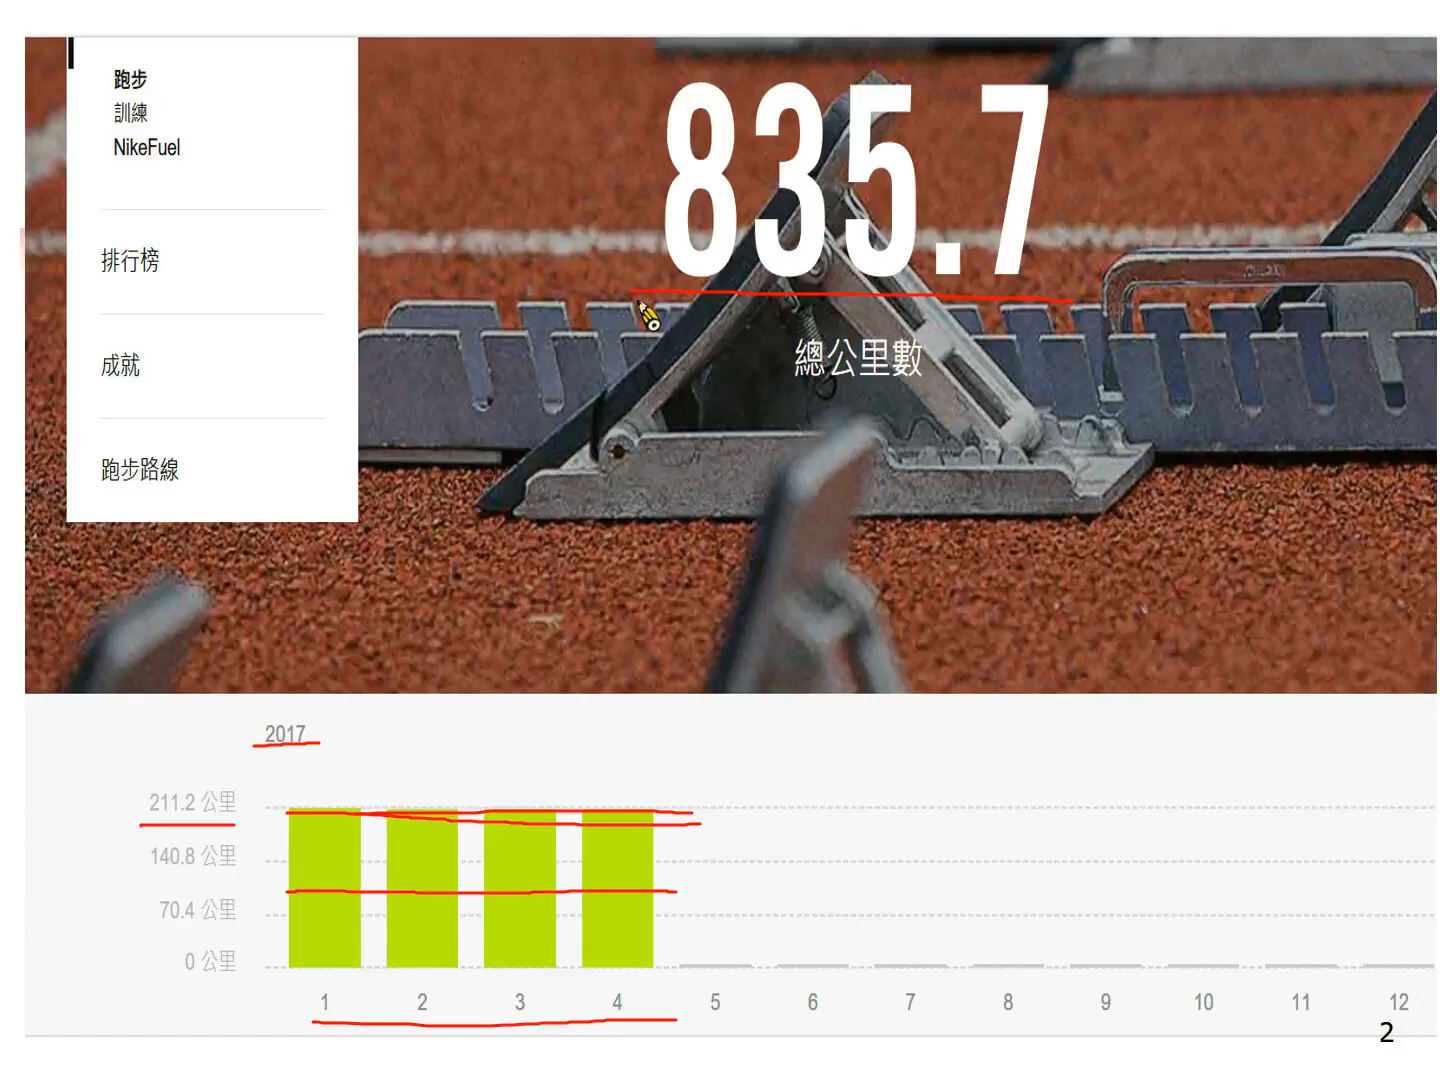 跑步
訓練
NikeFuel
排行榜
成就
跑步路線
835.7
總公里數
2017
211.2 公里
140.8 公里
70.4 公里
0 公里
1 2 3 4 5 6 7 8 9 10 11 12
2